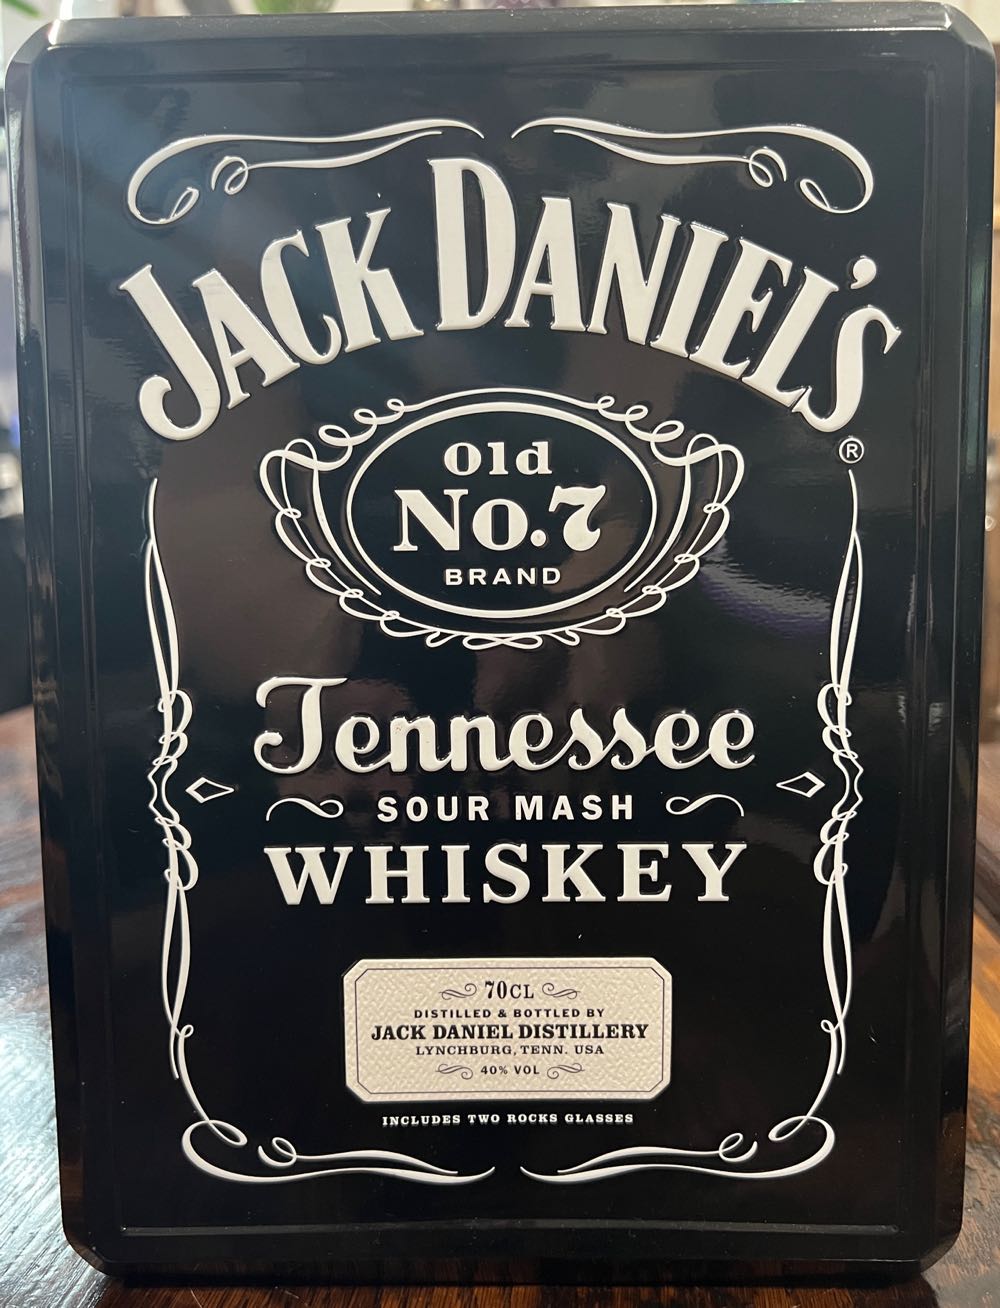 JACK DANIEL'S
®
Old
No.7
BRAND
Tennessee
SOUR MASH
WHISKEY
70CL
DISTILLED & BOTTLED BY
JACK DANIEL DISTILLERY
LYNCHBURG, TENN. USA
40% VOL
INCLUDES TWO ROCKS GLASSES